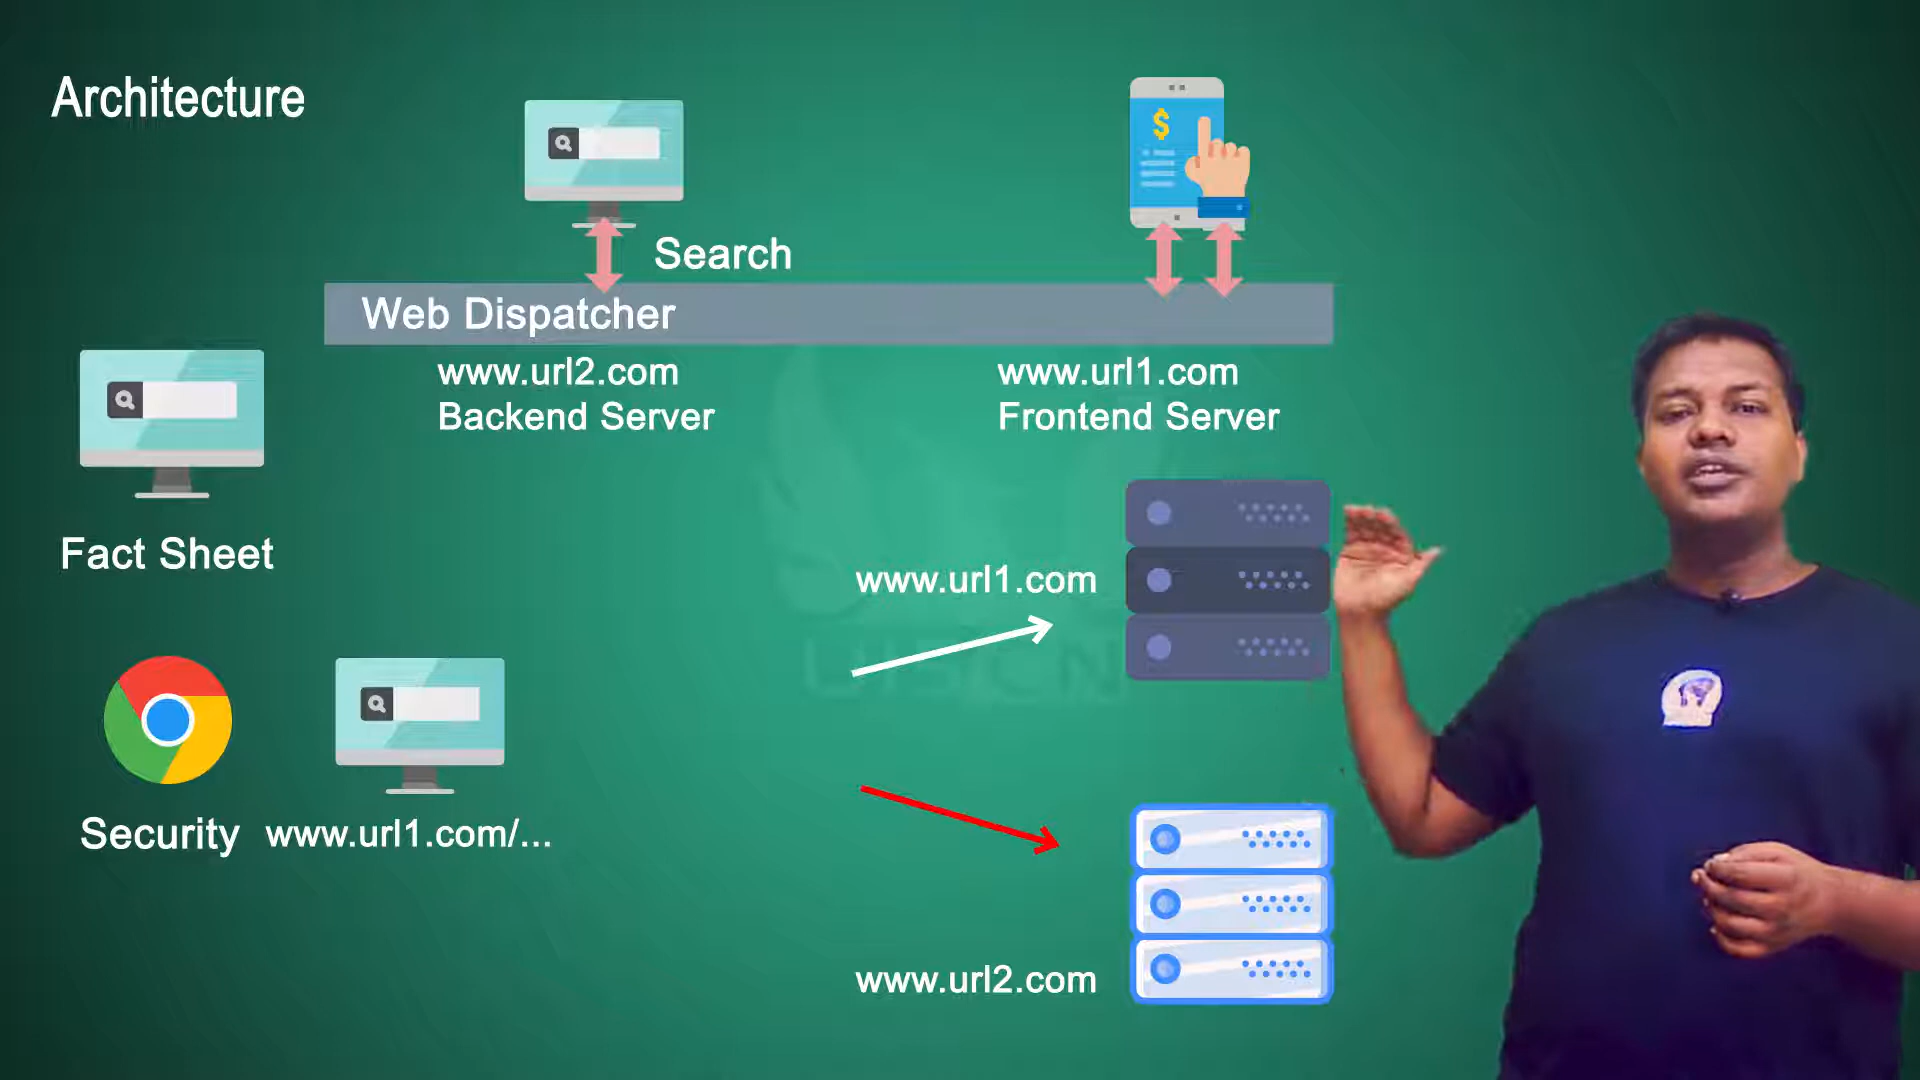 Architecture
Search
Web Dispatcher
www.url2.com
Backend Server
www.url1.com
Frontend Server
Fact Sheet
www.url1.com
Security
www.url1.com/...
www.url2.com